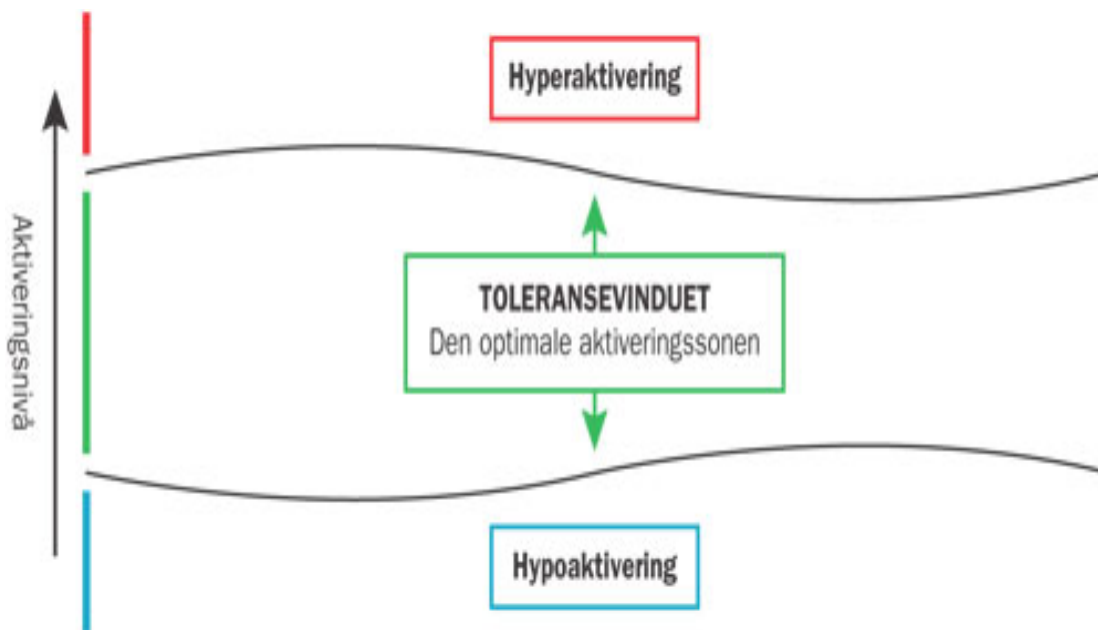 Hyperaktivering
Aktiveringsnivå
TOLERANSEVINDUET
Den optimale aktiveringssonen
Hypoaktivering